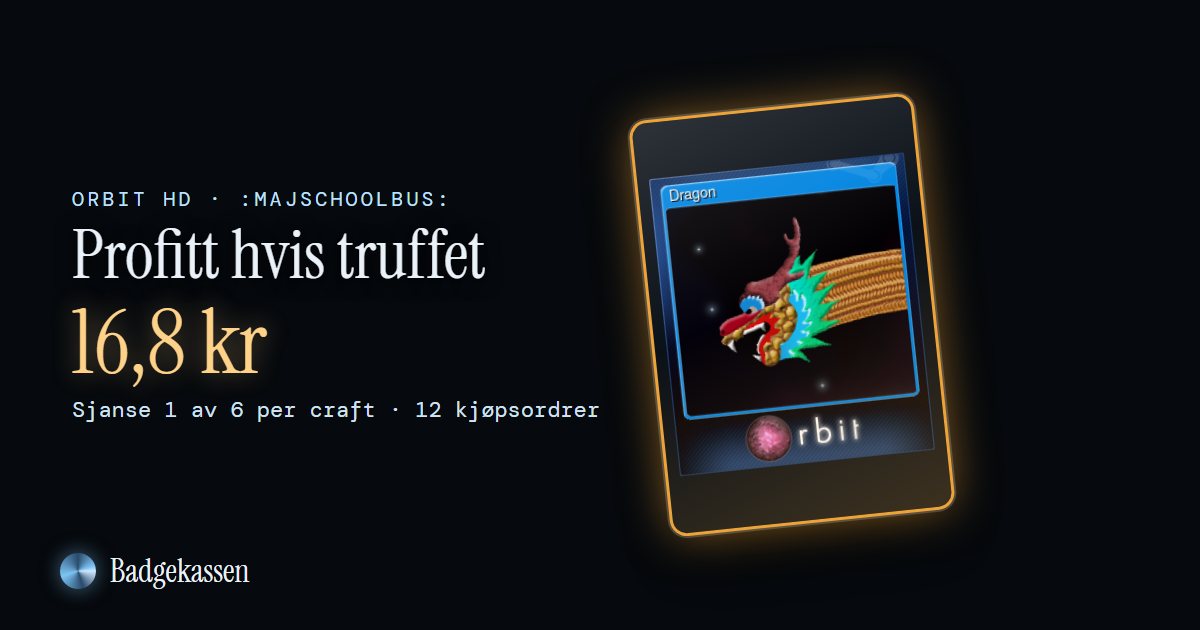 ORBIT HD · :MAJSCHOOLBUS:
Profitt hvis truffet
16,8 kr
Sjanse 1 av 6 per craft · 12 kjøpsordrer
Dragon
rbit
Badgekassen